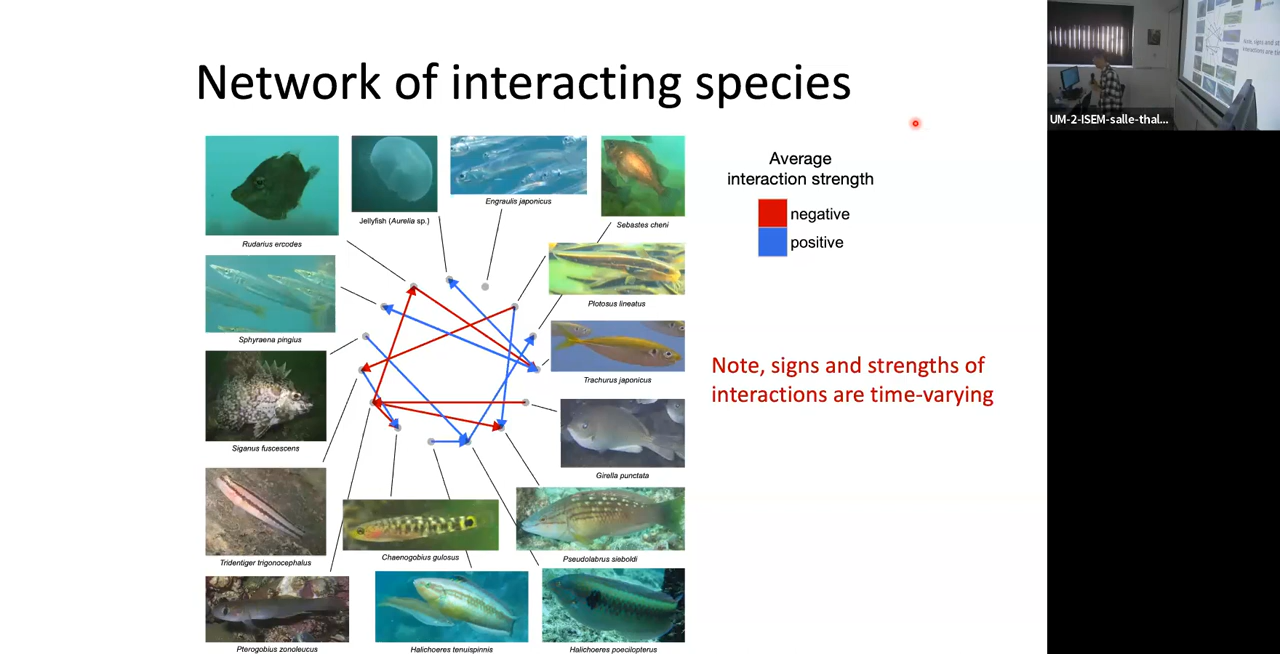 Network of interacting species
Rudarius ercodes
Jellyfish (Aurelia sp.)
Engraulis japonicus
Sebastes cheni
Sphyraena pingius
Plotosus lineatus
Trachurus japonicus
Siganus fuscescens
Girella punctata
Tridentiger trigonocephalus
Chaenogobius gulosus
Pseudolabrus sieboldi
Pterogobius zonoleucus
Halichoeres tenuispinnis
Halichoeres poecilopterus
Average
interaction strength
negative
positive
Note, signs and strengths of
interactions are time-varying
UM-2-ISEM-salle-thal...